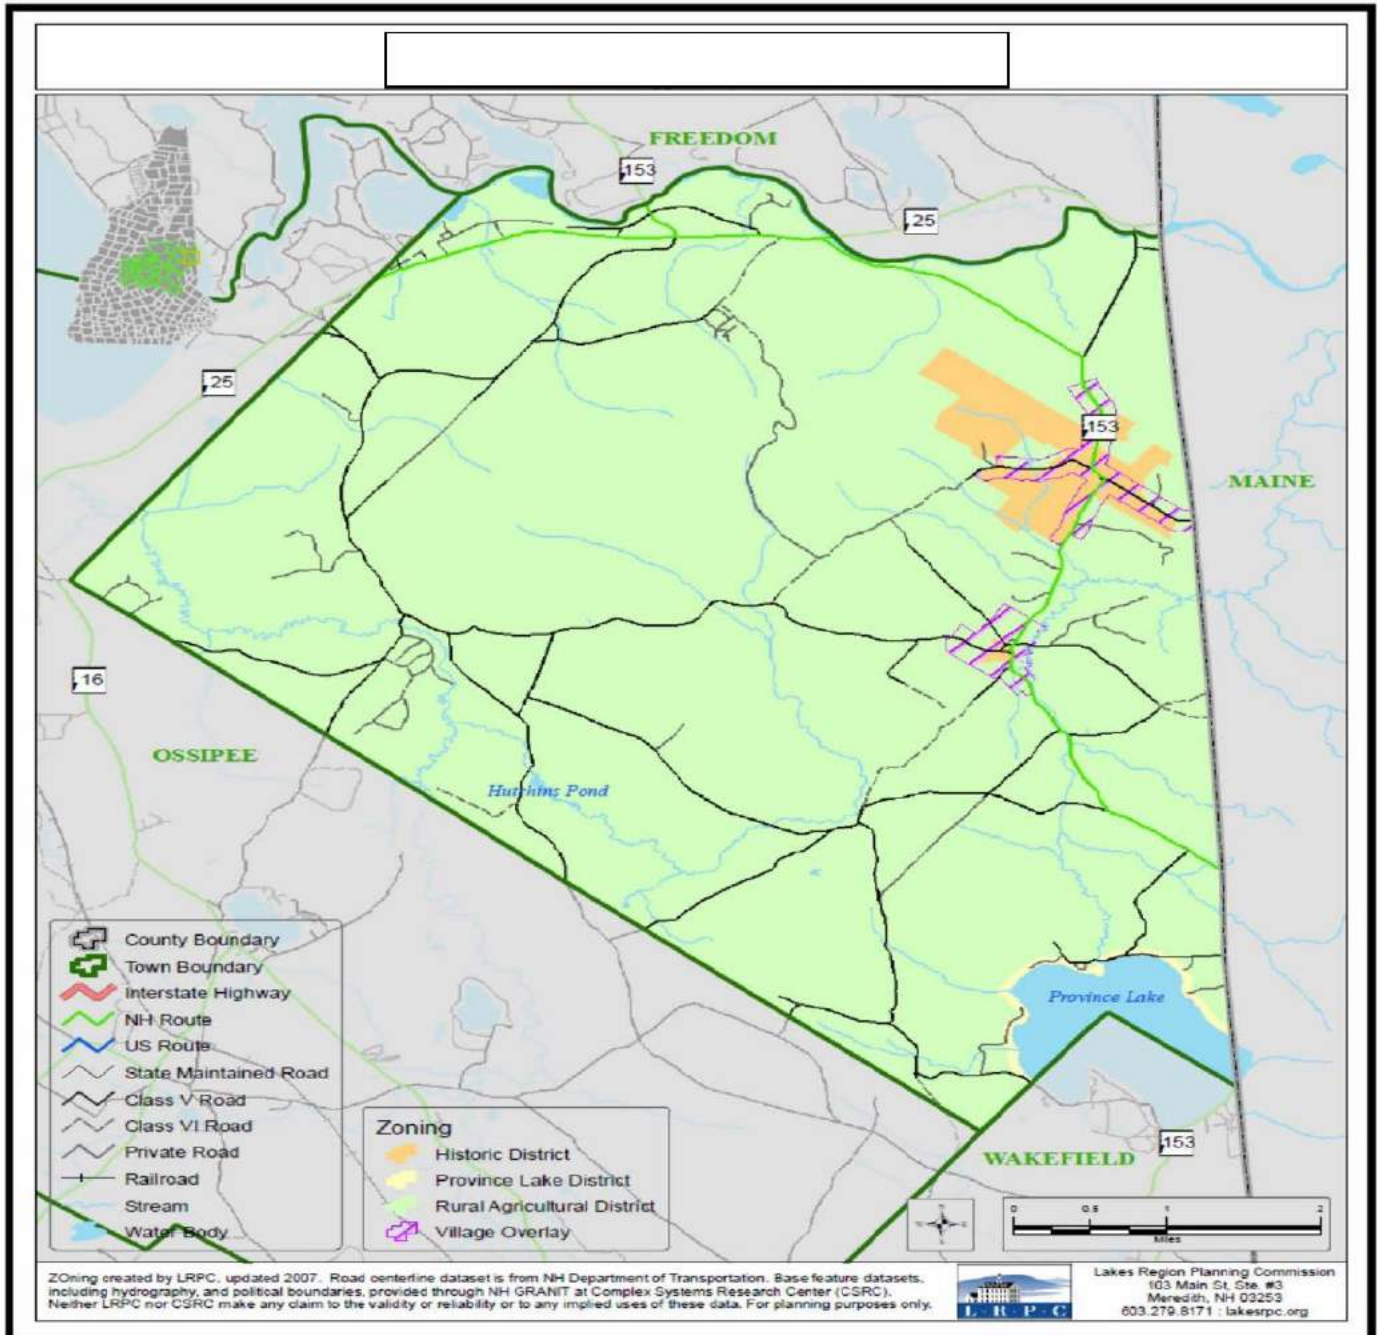 FREEDOM
153
25
25
153
MAINE
16
OSSIPEE
Hutchins Pond
Province Lake
153
WAKEFIELD
County Boundary
Town Boundary
Interstate Highway
NH Route
US Route
State Maintained Road
Class V Road
Class VI Road
Private Road
Railroad
Stream
Water Body
Zoning
Historic District
Province Lake District
Rural Agricultural District
Village Overlay
0 0.5 1 2
Miles
ZOning created by LRPC, updated 2007. Road centerline dataset is from NH Department of Transportation. Base feature datasets,
including hydrography, and political boundaries, provided through NH GRANIT at Complex Systems Research Center (CSRC).
Neither LRPC nor CSRC make any claim to the validity or reliability or to any implied uses of these data. For planning purposes only.
L·R·P·C
Lakes Region Planning Commission
103 Main St, Ste. #3
Meredith, NH 03253
603.279.8171 : lakesrpc.org